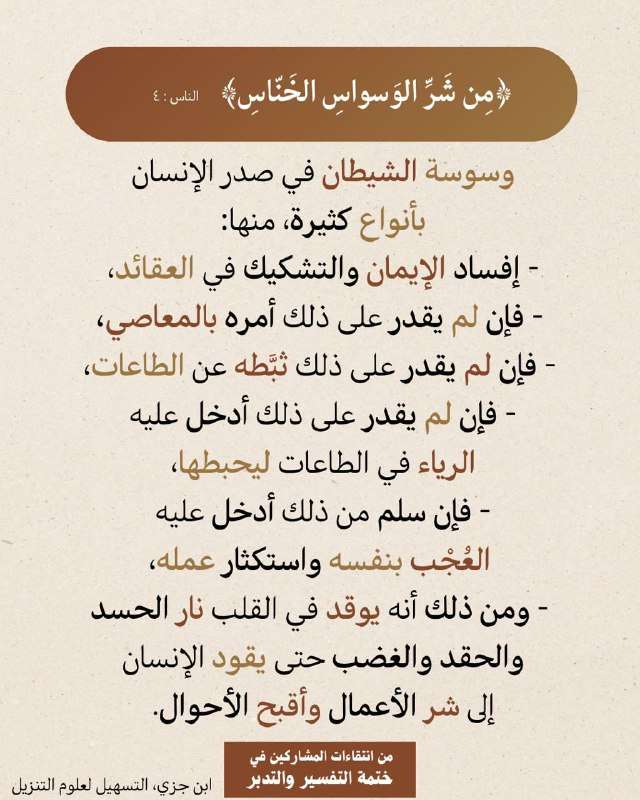 ﴿مِن شَرِّ الوَسواسِ الخَنّاسِ﴾ الناس : ٤
وسوسة الشيطان في صدر الإنسان
بأنواع كثيرة، منها:
- إفساد الإيمان والتشكيك في العقائد،
- فإن لم يقدر على ذلك أمره بالمعاصي،
- فإن لم يقدر على ذلك ثبَّطه عن الطاعات،
- فإن لم يقدر على ذلك أدخل عليه
الرياء في الطاعات ليحبطها،
- فإن سلم من ذلك أدخل عليه
العُجْب بنفسه واستكثار عمله،
- ومن ذلك أنه يوقد في القلب نار الحسد
والحقد والغضب حتى يقود الإنسان
إلى شر الأعمال وأقبح الأحوال.
من انتقاءات المشاركين في
ختمة التفسير والتدبر
ابن جزي، التسهيل لعلوم التنزيل